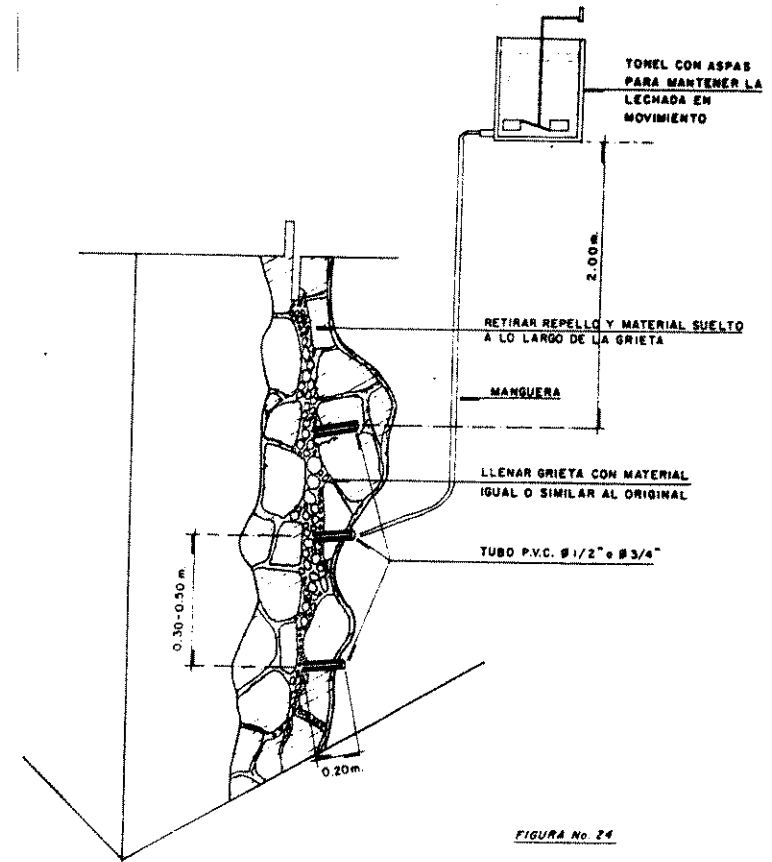 TONEL CON ASPAS
PARA MANTENER LA
LECHADA EN
MOVIMIENTO
2.00m.
RETIRAR REPELLO Y MATERIAL SUELTO
A LO LARGO DE LA GRIETA
MANGUERA
LLENAR GRIETA CON MATERIAL
IGUAL O SIMILAR AL ORIGINAL
TUBO P.V.C. Ø 1/2" o Ø 3/4"
0.30-0.50 m.
0.20m.
FIGURA No. 24